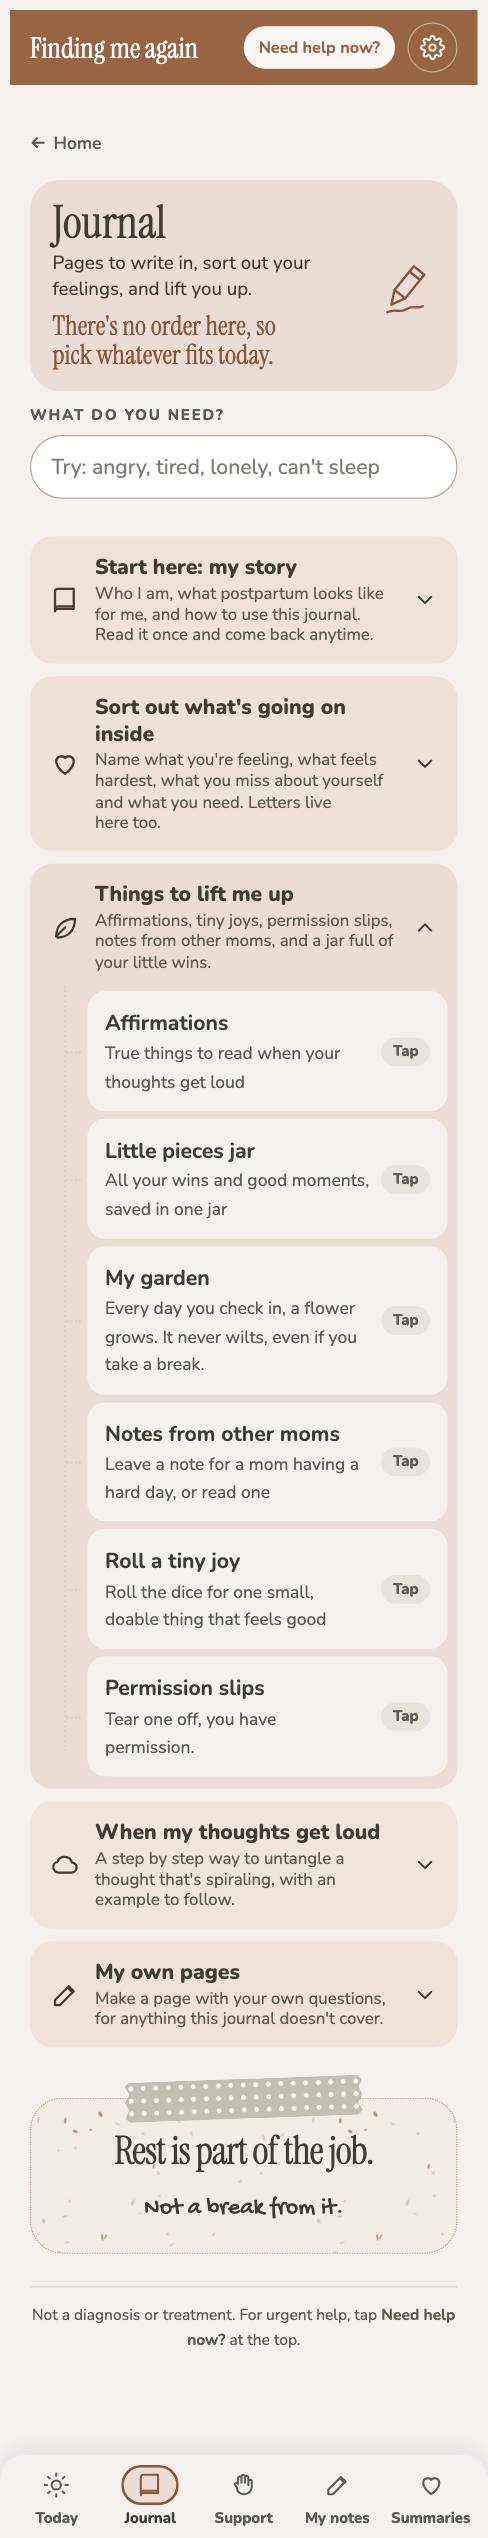 Finding me again
Need help now?
Home
Journal
Pages to write in, sort out your
feelings, and lift you up.
There's no order here, so
pick whatever fits today.
WHAT DO YOU NEED?
Try: angry, tired, lonely, can't sleep
Start here: my story
Who I am, what postpartum looks like
for me, and how to use this journal.
Read it once and come back anytime.
Sort out what's going on
inside
Name what you're feeling, what feels
hardest, what you miss about yourself
and what you need. Letters live
here too.
Things to lift me up
Affirmations, tiny joys, permission slips,
notes from other moms, and a jar full of
your little wins.
Affirmations
True things to read when your
thoughts get loud
Tap
Little pieces jar
All your wins and good moments,
saved in one jar
Tap
My garden
Every day you check in, a flower
grows. It never wilts, even if you
take a break.
Tap
Notes from other moms
Leave a note for a mom having a
hard day, or read one
Tap
Roll a tiny joy
Roll the dice for one small,
doable thing that feels good
Tap
Permission slips
Tear one off, you have
permission.
Tap
When my thoughts get loud
A step by step way to untangle a
thought that's spiraling, with an
example to follow.
My own pages
Make a page with your own questions,
for anything this journal doesn't cover.
Rest is part of the job.
Not a break from it.
Not a diagnosis or treatment. For urgent help, tap Need help
now? at the top.
Today
Journal
Support
My notes
Summaries